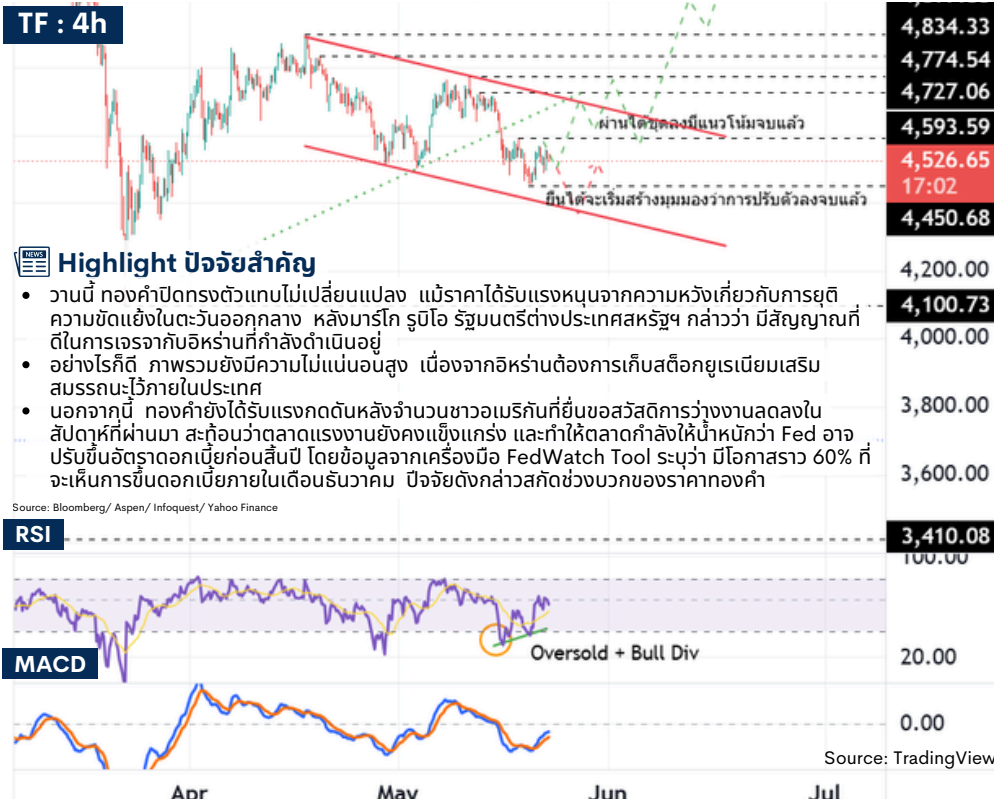 TF : 4h
4,834.33
4,774.54
4,727.06
4,593.59
4,526.65
17:02
4,450.68
4,200.00
4,100.73
4,000.00
3,800.00
3,600.00
3,410.08
ผ่านได้ชุดลงมีแนวโน้มจบแล้ว
ยืนได้จะเริ่มสร้างมุมมองว่าการปรับตัวลงจบแล้ว
NEWS
Highlight ปัจจัยสำคัญ
• วานนี้ ทองคำปิดทรงตัวแทบไม่เปลี่ยนแปลง แม้ราคาได้รับแรงหนุนจากความหวังเกี่ยวกับการยุติ
ความขัดแย้งในตะวันออกกลาง หลังมาร์โก รูบิโอ รัฐมนตรีต่างประเทศสหรัฐฯ กล่าวว่า มีสัญญาณที่
ดีในการเจรจากับอิหร่านที่กำลังดำเนินอยู่
• อย่างไรก็ดี ภาพรวมยังมีความไม่แน่นอนสูง เนื่องจากอิหร่านต้องการเก็บสต็อกยูเรเนียมเสริม
สมรรถนะไว้ภายในประเทศ
• นอกจากนี้ ทองคำยังได้รับแรงกดดันหลังจำนวนชาวอเมริกันที่ยื่นขอสวัสดิการว่างงานลดลงใน
สัปดาห์ที่ผ่านมา สะท้อนว่าตลาดแรงงานยังคงแข็งแกร่ง และทำให้ตลาดกำลังให้น้ำหนักว่า Fed อาจ
ปรับขึ้นอัตราดอกเบี้ยก่อนสิ้นปี โดยข้อมูลจากเครื่องมือ FedWatch Tool ระบุว่า มีโอกาสราว 60% ที่
จะเห็นการขึ้นดอกเบี้ยภายในเดือนธันวาคม ปัจจัยดังกล่าวสกัดช่วงบวกของราคาทองคำ
Source: Bloomberg/ Aspen/ Infoquest/ Yahoo Finance
RSI
100.00
Oversold + Bull Div
20.00
MACD
0.00
Source: TradingView
Apr
May
Jun
Jul